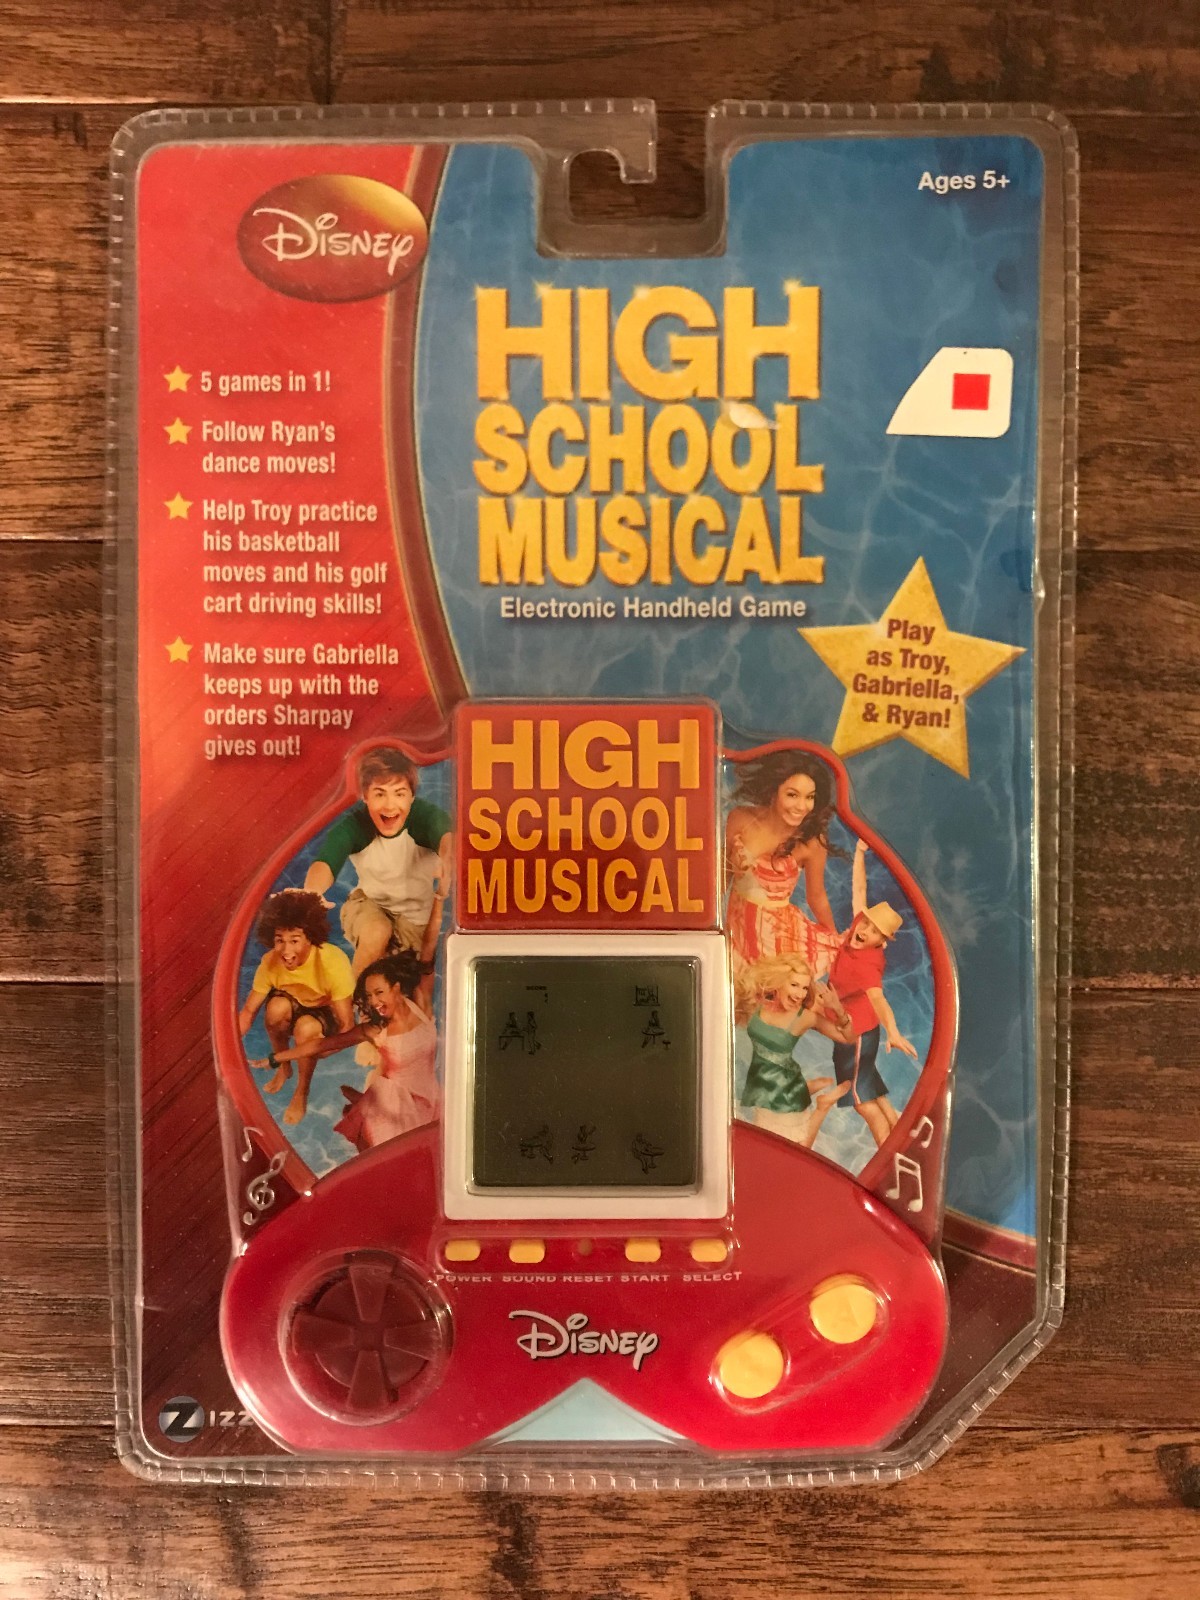 Disney
Ages 5+
HIGH
SCHOOL
MUSICAL
Electronic Handheld Game
5 games in 1!
Follow Ryan's
dance moves!
Help Troy practice
his basketball
moves and his golf
cart driving skills!
Make sure Gabriella
keeps up with the
orders Sharpay
gives out!
Play
as Troy,
Gabriella,
& Ryan!
HIGH
SCHOOL
MUSICAL
POWER SOUND RESET START SELECT
Disney
ZIZZ